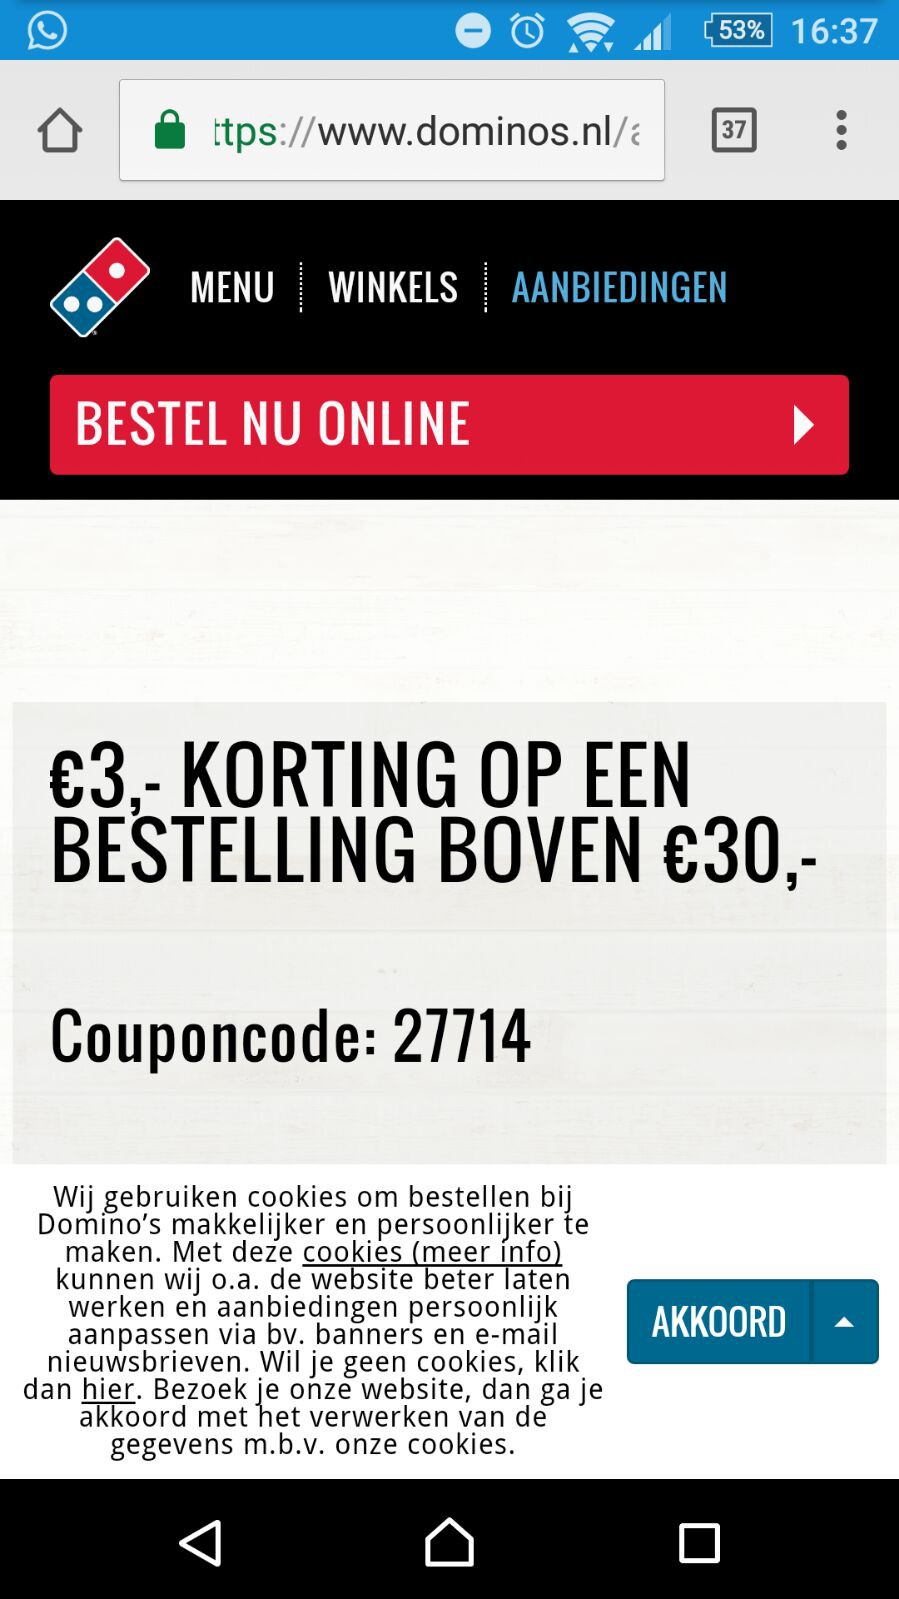 53% 16:37
ttps://www.dominos.nl/a
37
MENU WINKELS AANBIEDINGEN
BESTEL NU ONLINE
€3,- KORTING OP EEN
BESTELLING BOVEN €30,-
Couponcode: 27714
Wij gebruiken cookies om bestellen bij
Domino’s makkelijker en persoonlijker te
maken. Met deze cookies (meer info)
kunnen wij o.a. de website beter laten
werken en aanbiedingen persoonlijk
aanpassen via bv. banners en e-mail
nieuwsbrieven. Wil je geen cookies, klik
dan hier. Bezoek je onze website, dan ga je
akkoord met het verwerken van de
gegevens m.b.v. onze cookies.
AKKOORD